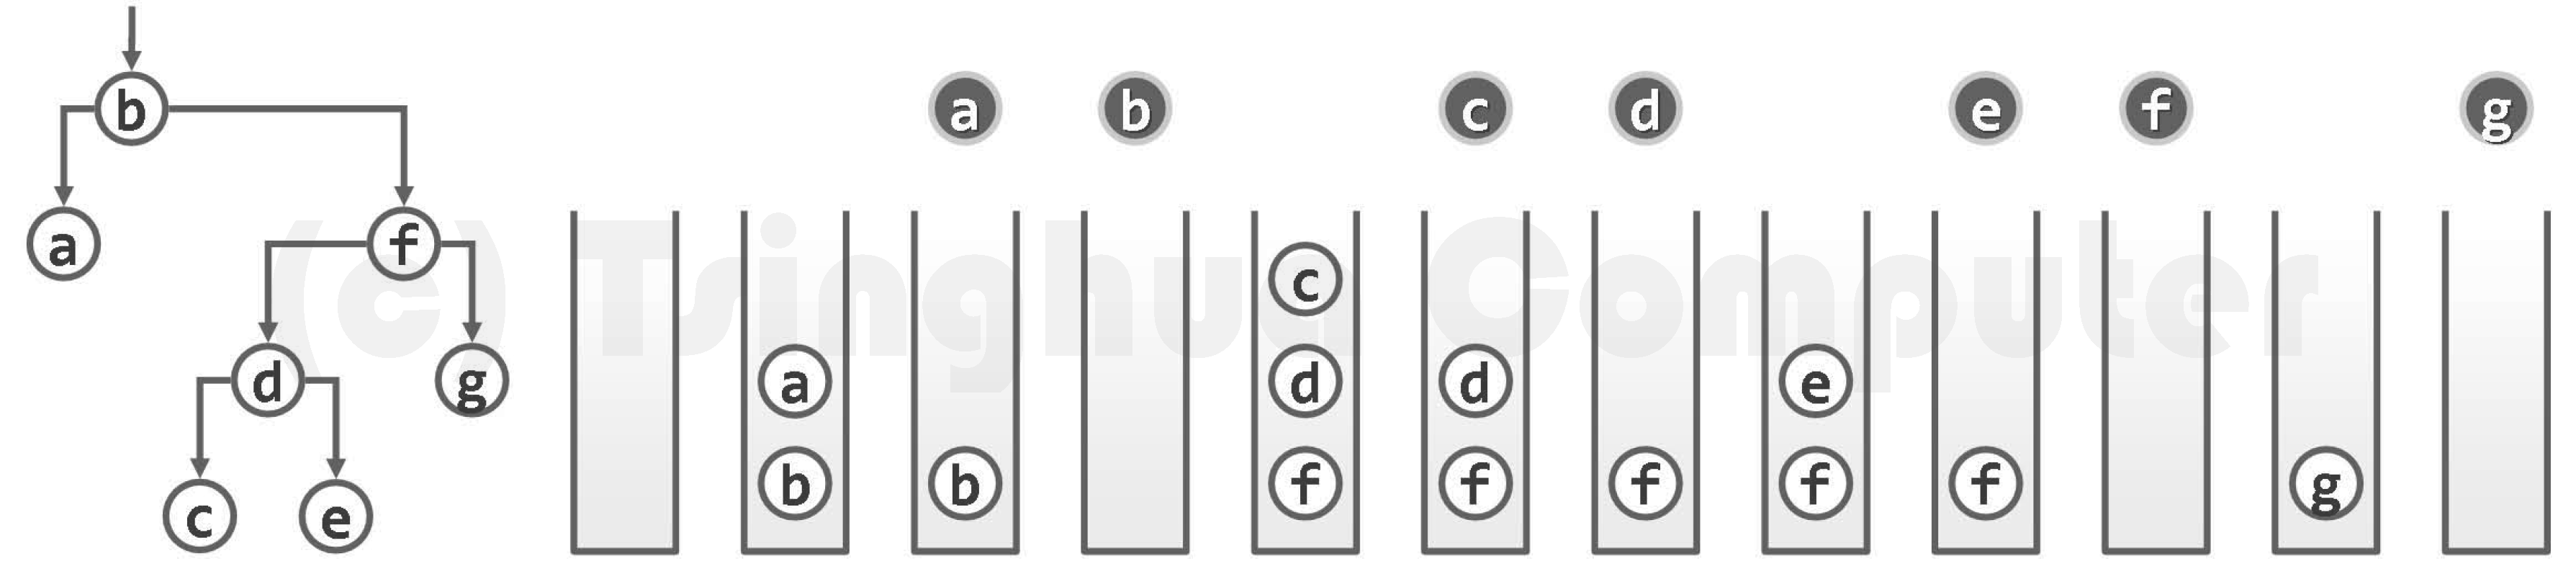 b a b c d e f g
a f c
(c) Tsinghua Computer
d g a d d e
c e b b f f f f f g